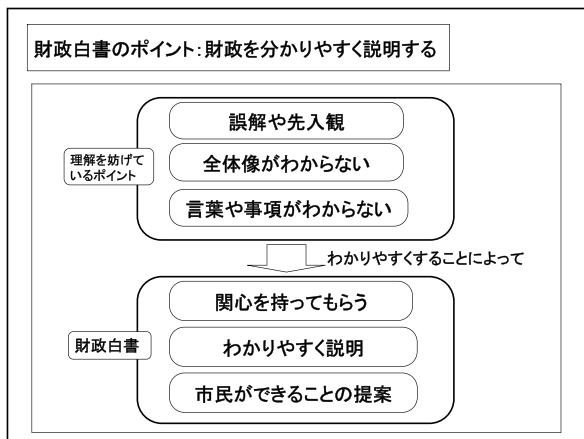 財政白書のポイント:財政を分かりやすく説明する
誤解や先入観
理解を妨げて
いるポイント
全体像がわからない
言葉や事項がわからない
わかりやすくすることによって
関心を持ってもらう
財政白書
わかりやすく説明
市民ができることの提案